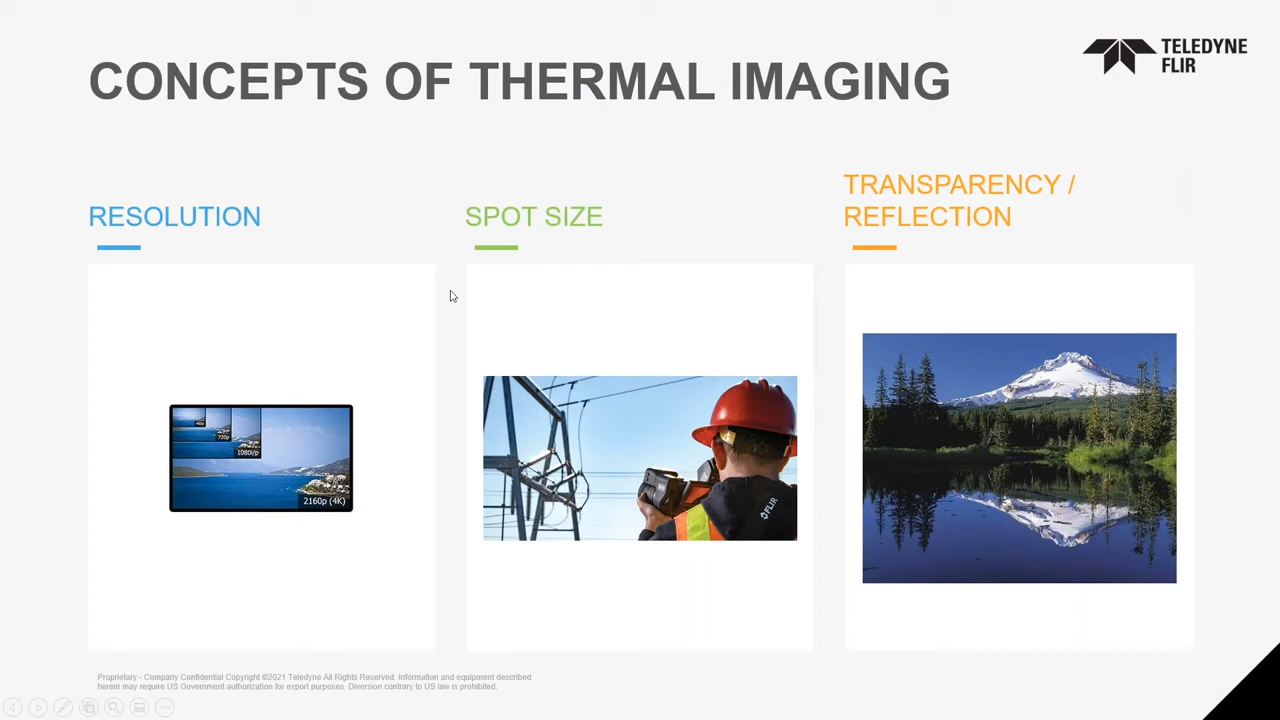 CONCEPTS OF THERMAL IMAGING
TELEDYNE
FLIR
RESOLUTION
SPOT SIZE
TRANSPARENCY /
REFLECTION
720p
1080i/p
2160p (4K)
FLIR
Proprietary - Company Confidential Copyright ©2021 Teledyne All Rights Reserved. Information and equipment described
herein may require US Government authorization for export purposes. Diversion contrary to US law is prohibited.